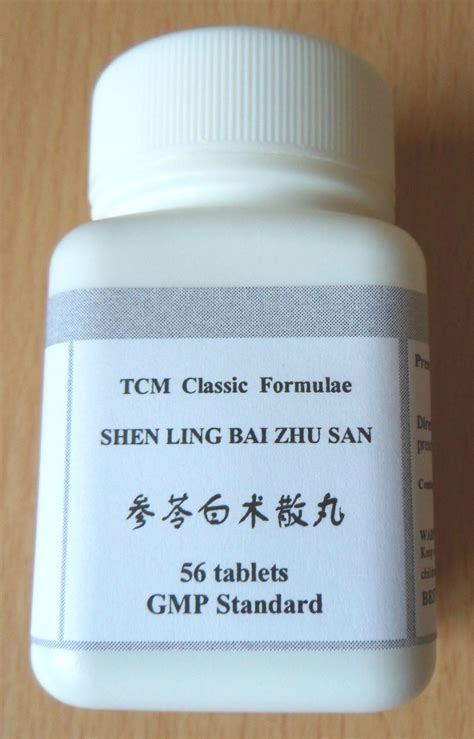 TCM Classic Formulae
SHEN LING BAI ZHU SAN
参苓白术散丸
56 tablets
GMP Standard